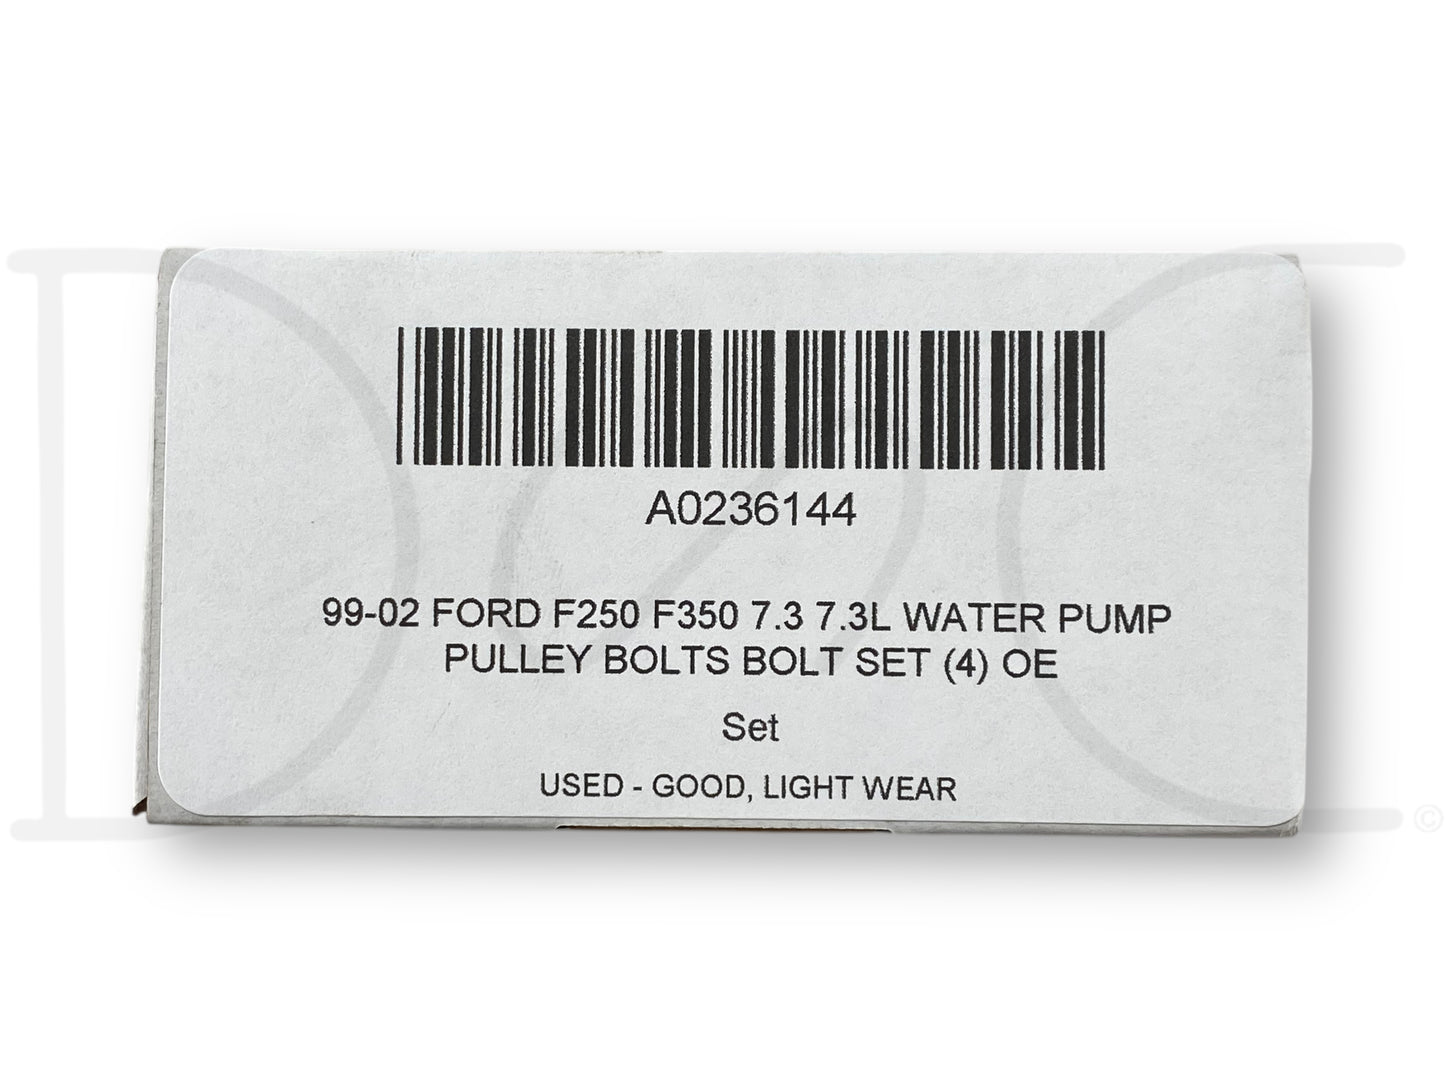 A0236144
99-02 FORD F250 F350 7.3 7.3L WATER PUMP
PULLEY BOLTS BOLT SET (4) OE
Set
USED - GOOD, LIGHT WEAR
©